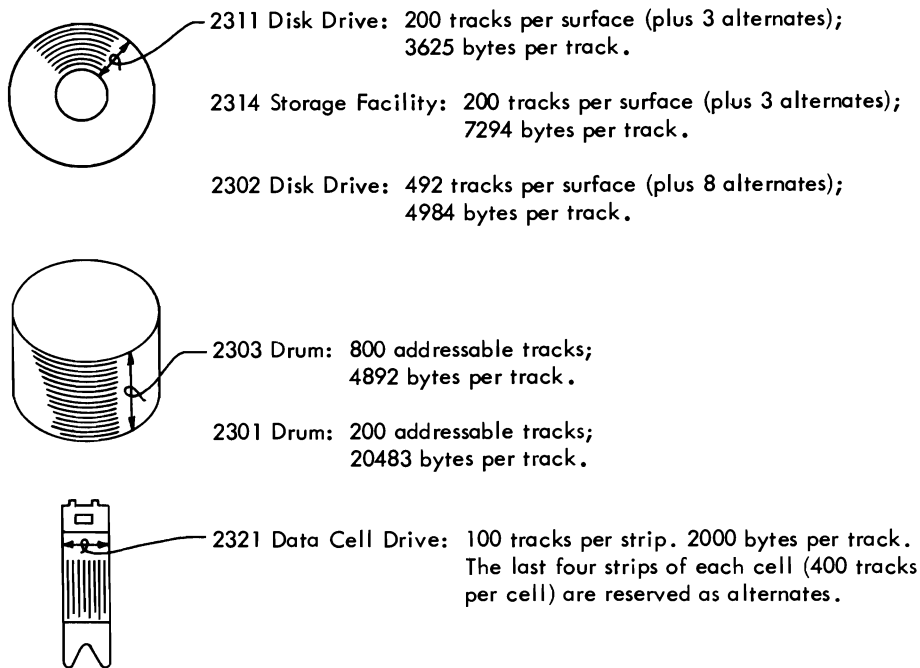 2311 Disk Drive: 200 tracks per surface (plus 3 alternates);
3625 bytes per track.
2314 Storage Facility: 200 tracks per surface (plus 3 alternates);
7294 bytes per track.
2302 Disk Drive: 492 tracks per surface (plus 8 alternates);
4984 bytes per track.
2303 Drum: 800 addressable tracks;
4892 bytes per track.
2301 Drum: 200 addressable tracks;
20483 bytes per track.
2321 Data Cell Drive: 100 tracks per strip. 2000 bytes per track.
The last four strips of each cell (400 tracks
per cell) are reserved as alternates.